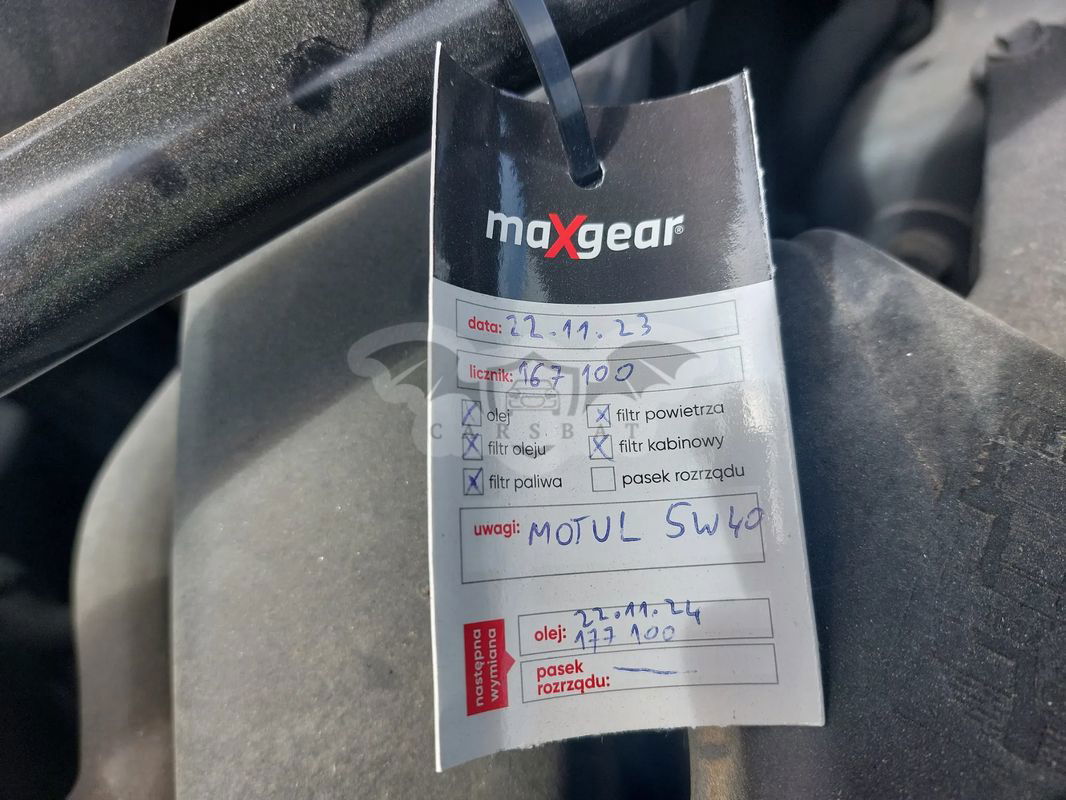 maXgear®
data: 22.11.23
licznik: 167 100
CARSBAT
olej filtr powietrza
filtr oleju filtr kabinowy
filtr paliwa pasek rozrządu
uwagi: MOTUL 5W40
następna wymiana
olej: 22.11.24
177 100
pasek
rozrządu: —